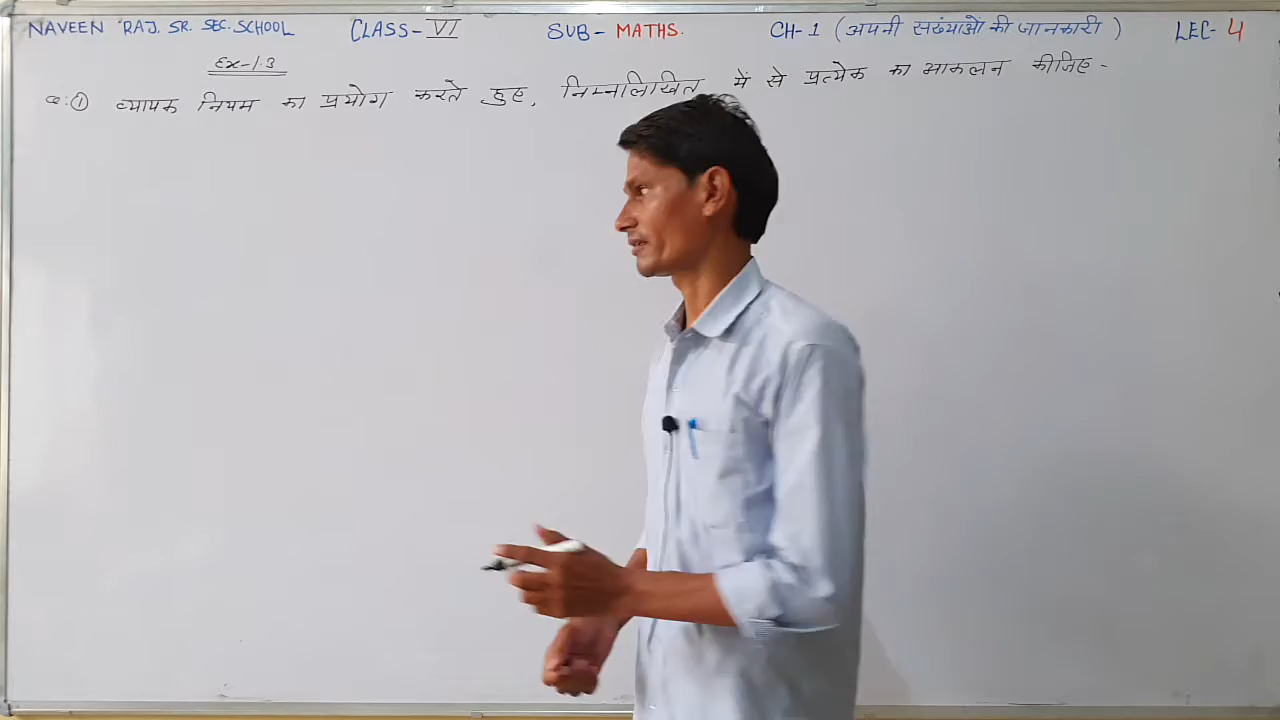 NAVEEN RAJ. SR. SEC. SCHOOL CLASS-VI SUB- MATHS. CH-1 (अपनी संख्याओ की जानकारी) LEC- 4
Ex-1.3
Q:① व्यापक नियम का प्रयोग करते हुए, निम्नलिखित में से प्रत्येक का आकलन कीजिए -